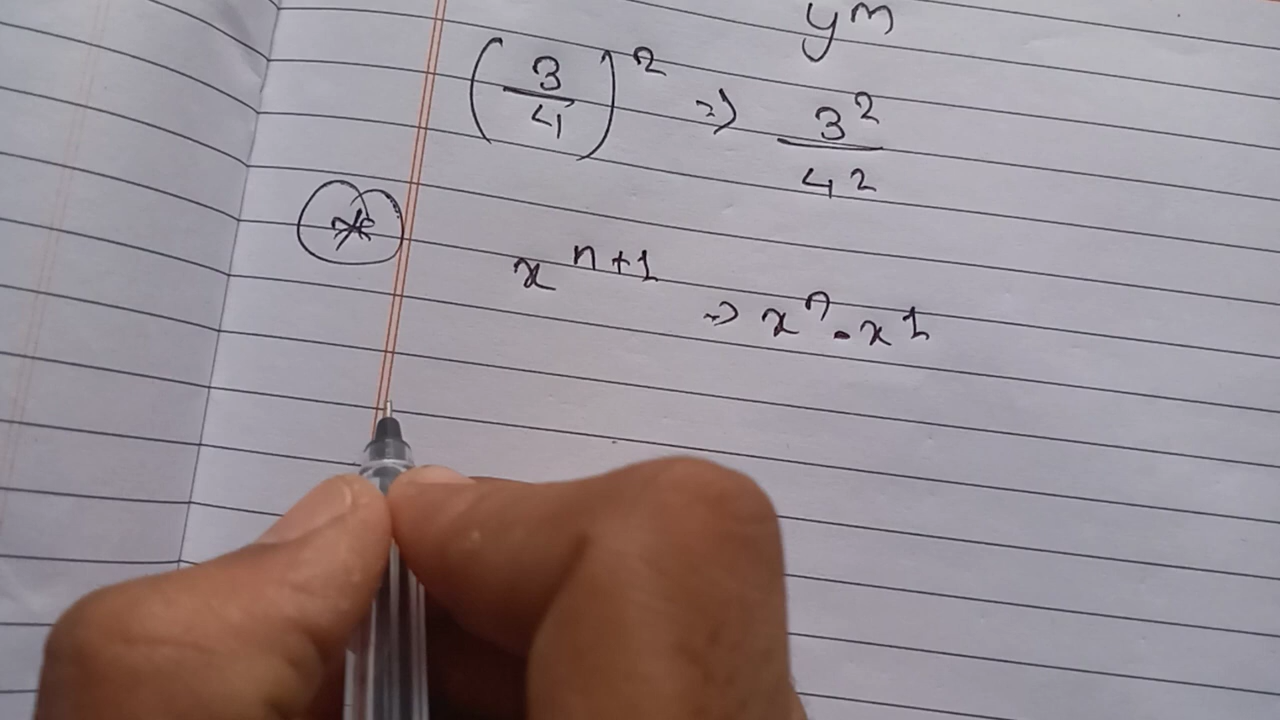 y^m
(3/4)^2 => 3^2/4^2
*
x^{n+1}
=> x^n . x^1